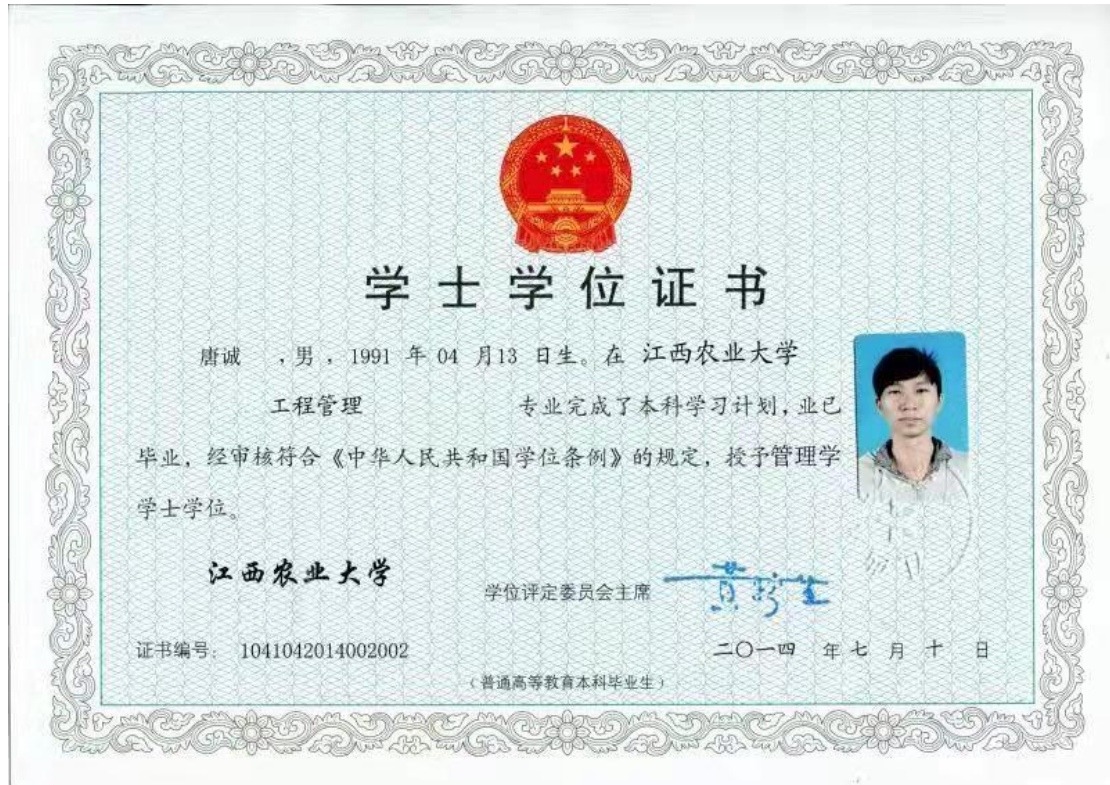 学士学位证书
唐诚 ，男，1991 年 04 月13 日生。在 江西农业大学
工程管理 专业完成了本科学习计划，业已
毕业，经审核符合《中华人民共和国学位条例》的规定，授予管理学
学士学位。
江西农业大学
学位评定委员会主席
证书编号：1041042014002002
二〇一四 年 七 月 十 日
（普通高等教育本科毕业生）